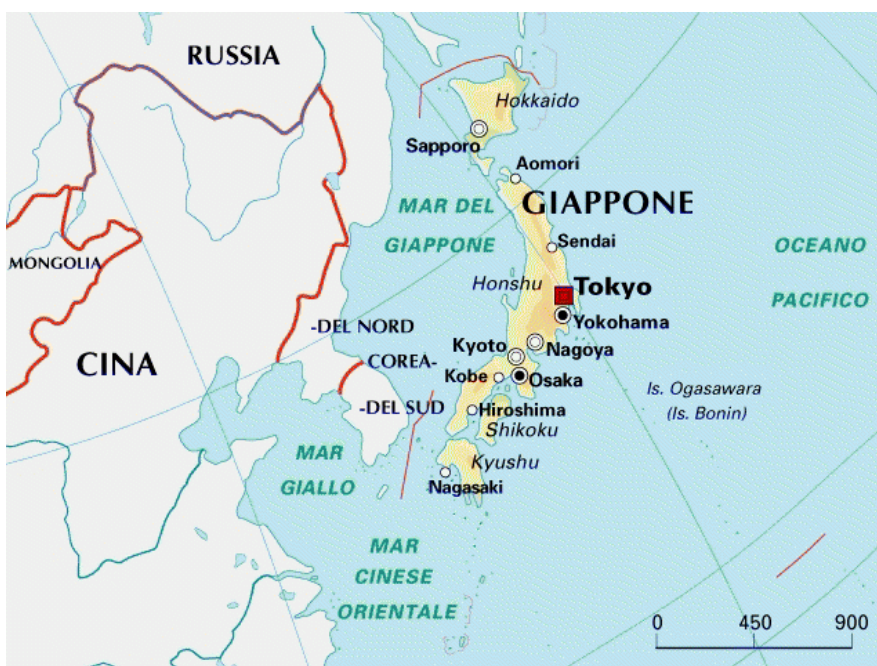 RUSSIA
Hokkaido
Sapporo
Aomori
GIAPPONE
MAR DEL
GIAPPONE
Sendai
OCEANO
PACIFICO
MONGOLIA
Honshu
Tokyo
Yokohama
-DEL NORD
COREA-
-DEL SUD
CINA
Kyoto
Nagoya
Kobe
Osaka
Is. Ogasawara
(Is. Bonin)
Hiroshima
Shikoku
Kyushu
Nagasaki
MAR
GIALLO
MAR
CINESE
ORIENTALE
0 450 900